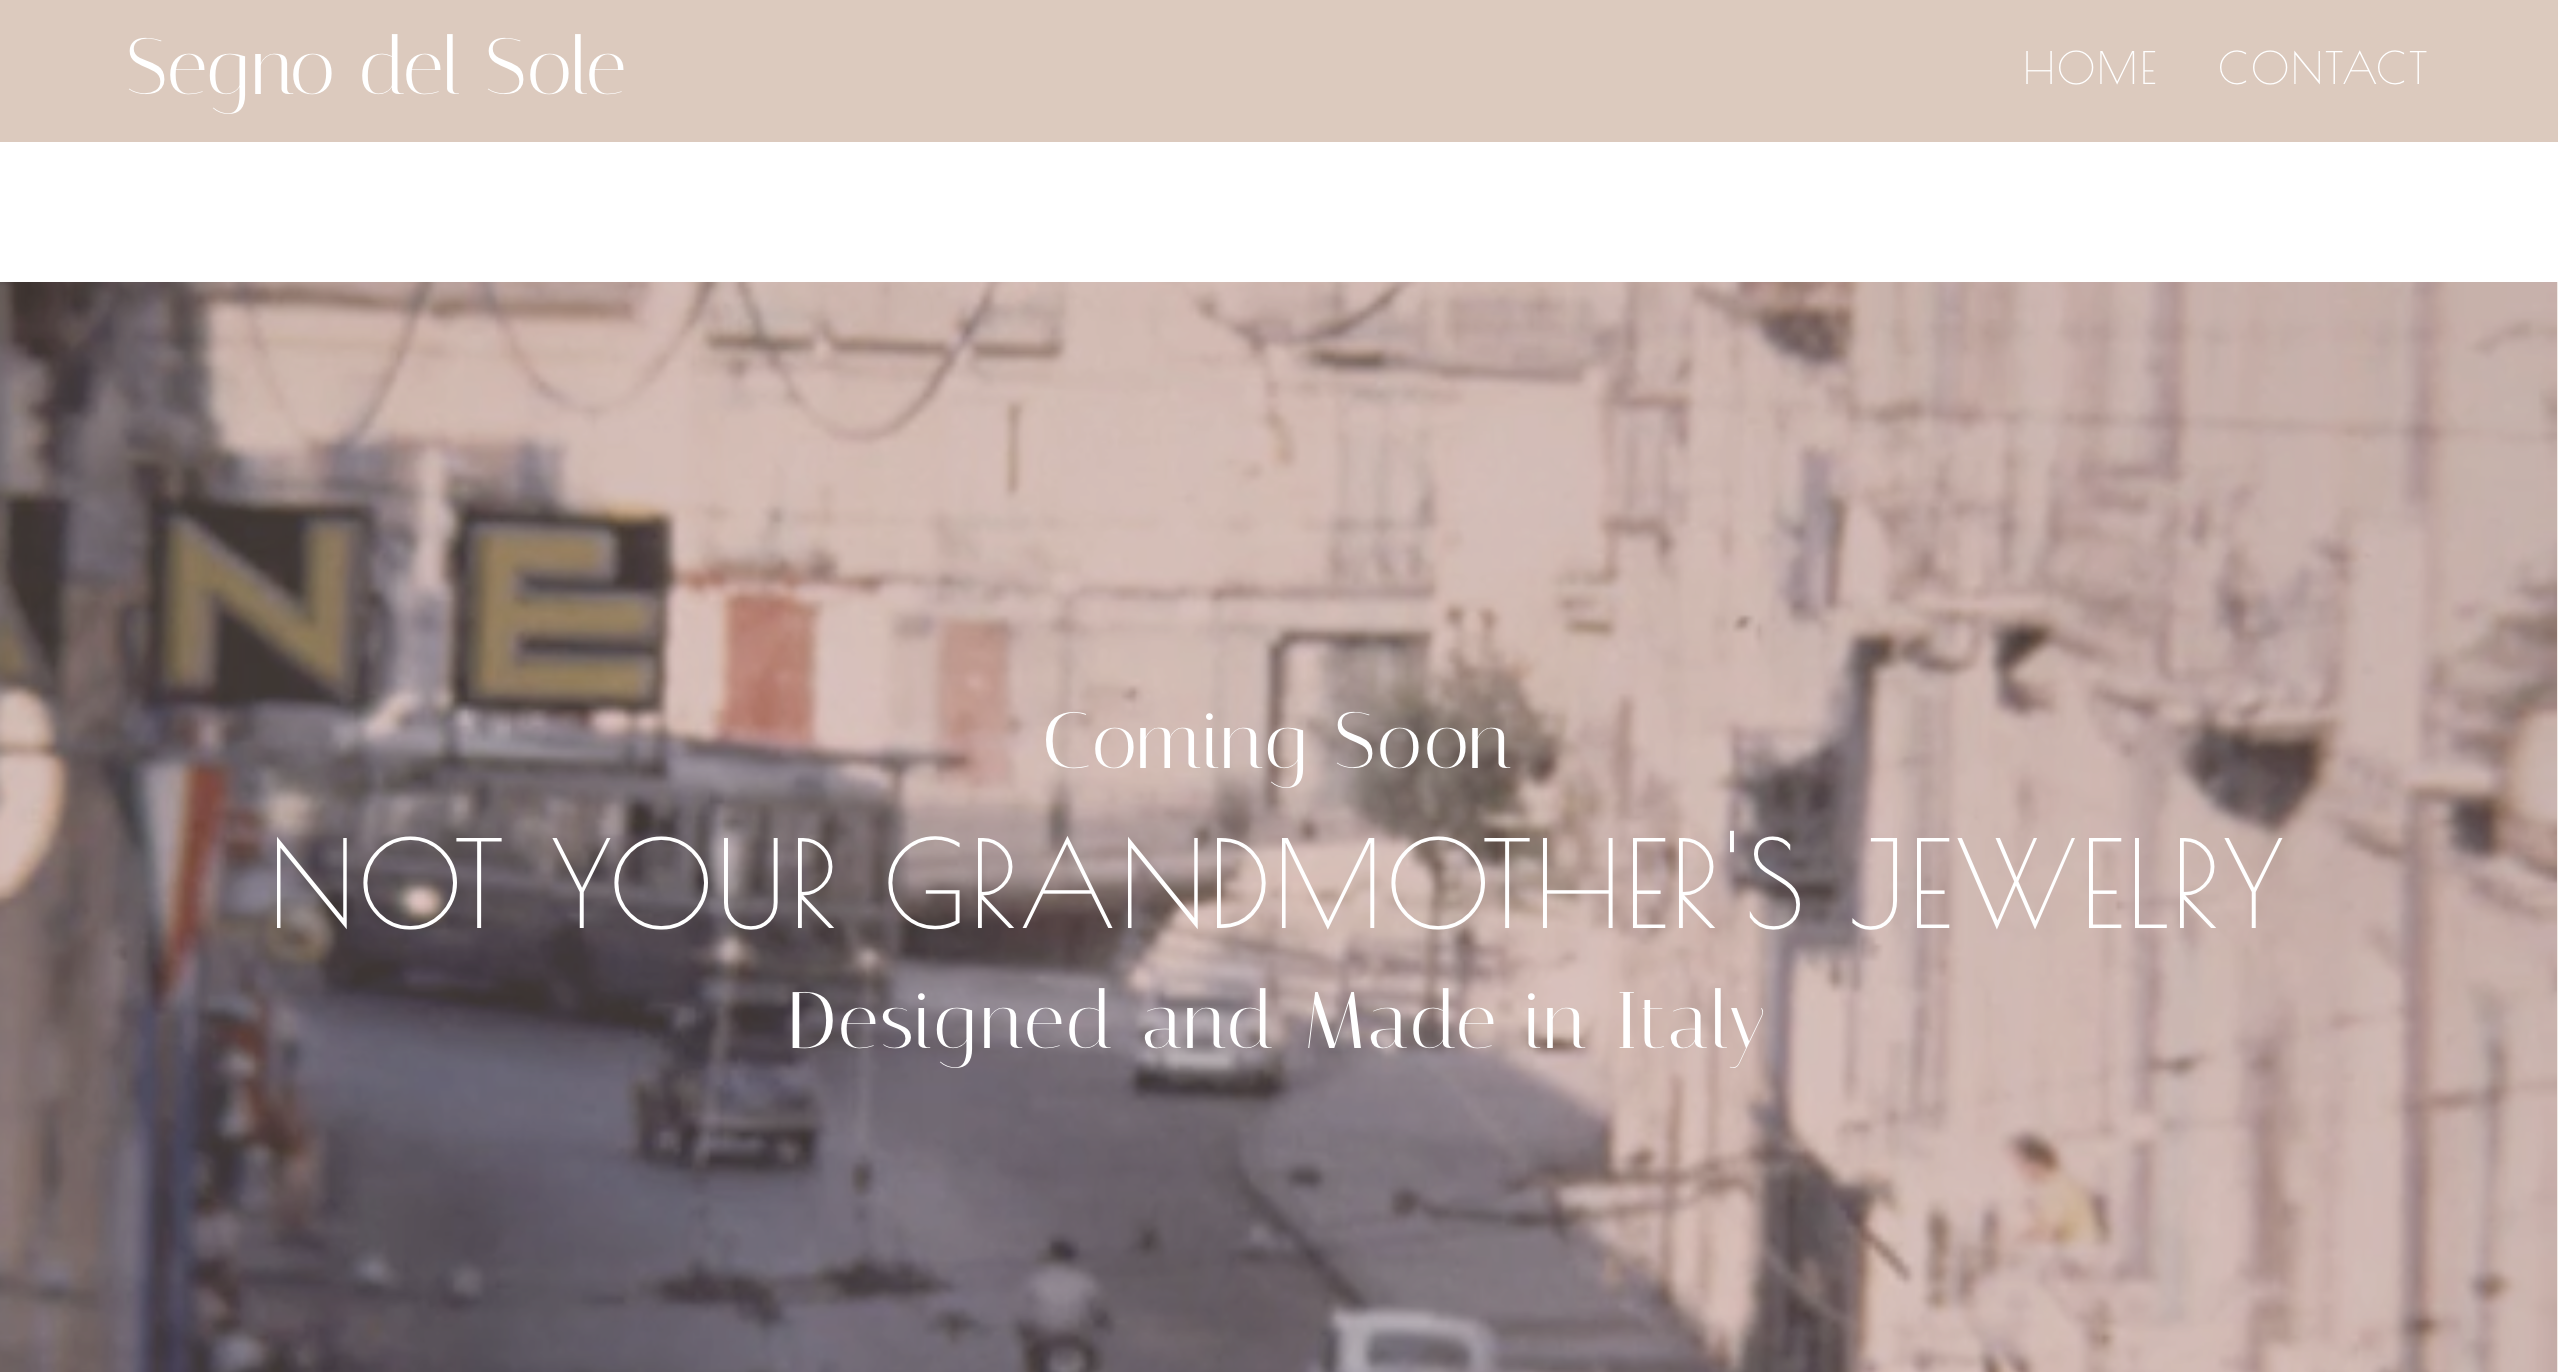 Segno del Sole
HOME CONTACT
NE
Coming Soon
NOT YOUR GRANDMOTHER'S JEWELRY
Designed and Made in Italy